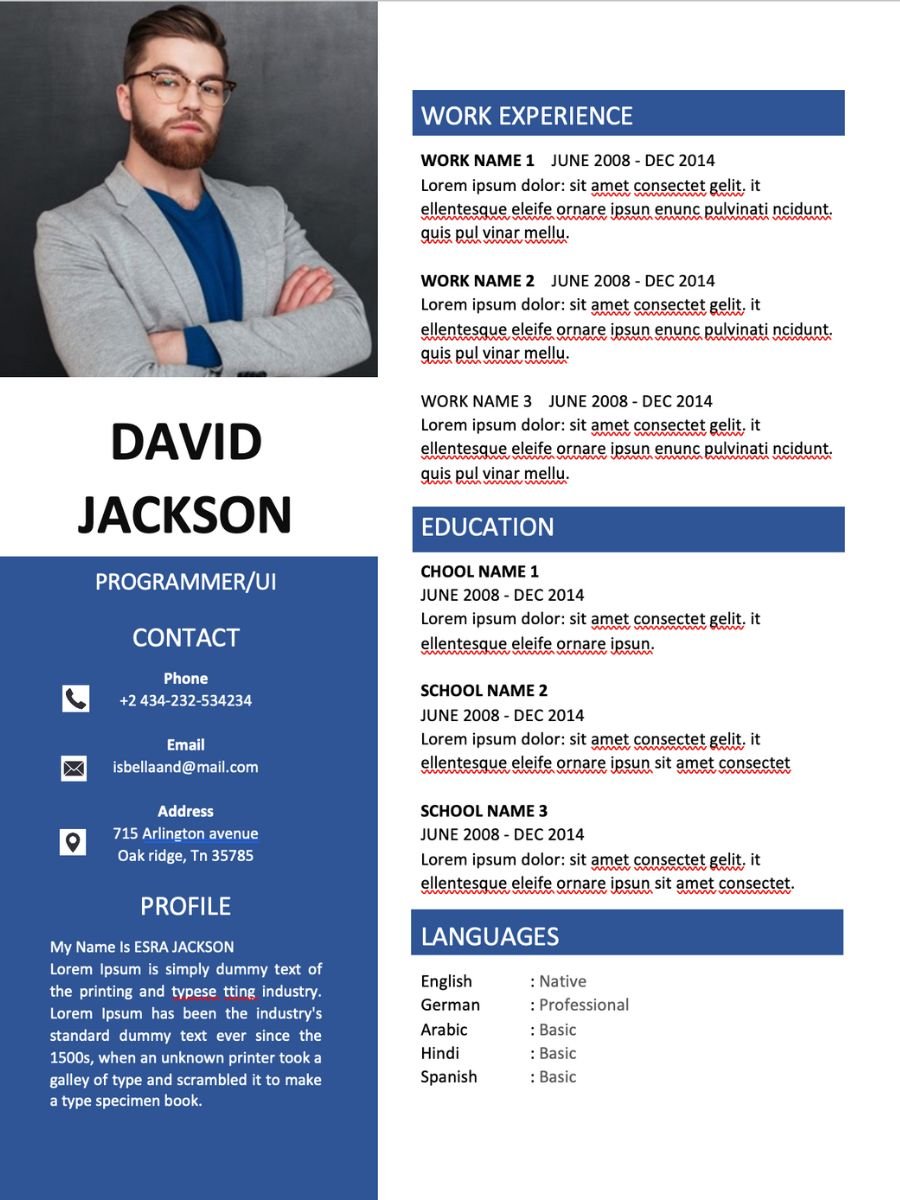 DAVID
JACKSON
PROGRAMMER/UI
CONTACT
Phone
+2 434-232-534234
Email
isbellaand@mail.com
Address
715 Arlington avenue
Oak ridge, Tn 35785
PROFILE
My Name Is ESRA JACKSON
Lorem Ipsum is simply dummy text of
the printing and typese tting industry.
Lorem Ipsum has been the industry's
standard dummy text ever since the
1500s, when an unknown printer took a
galley of type and scrambled it to make
a type specimen book.
WORK EXPERIENCE
WORK NAME 1 JUNE 2008 - DEC 2014
Lorem ipsum dolor: sit amet consectet gelit. it
ellentesque eleife ornare ipsun enunc pulvinati ncidunt.
quis pul vinar mellu.
WORK NAME 2 JUNE 2008 - DEC 2014
Lorem ipsum dolor: sit amet consectet gelit. it
ellentesque eleife ornare ipsun enunc pulvinati ncidunt.
quis pul vinar mellu.
WORK NAME 3 JUNE 2008 - DEC 2014
Lorem ipsum dolor: sit amet consectet gelit. it
ellentesque eleife ornare ipsun enunc pulvinati ncidunt.
quis pul vinar mellu.
EDUCATION
CHOOL NAME 1
JUNE 2008 - DEC 2014
Lorem ipsum dolor: sit amet consectet gelit. it
ellentesque eleife ornare ipsun.
SCHOOL NAME 2
JUNE 2008 - DEC 2014
Lorem ipsum dolor: sit amet consectet gelit. it
ellentesque eleife ornare ipsun sit amet consectet
SCHOOL NAME 3
JUNE 2008 - DEC 2014
Lorem ipsum dolor: sit amet consectet gelit. it
ellentesque eleife ornare ipsun sit amet consectet.
LANGUAGES
English : Native
German : Professional
Arabic : Basic
Hindi : Basic
Spanish : Basic